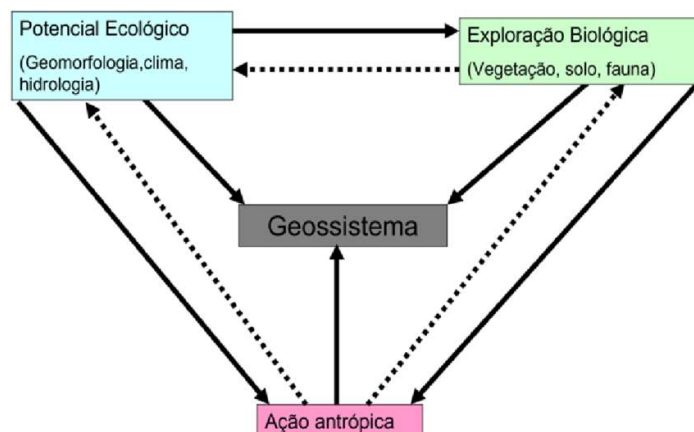 Potencial Ecológico
(Geomorfologia,clima,
hidrologia)
Exploração Biológica
(Vegetação, solo, fauna)
Geossistema
Ação antrópica